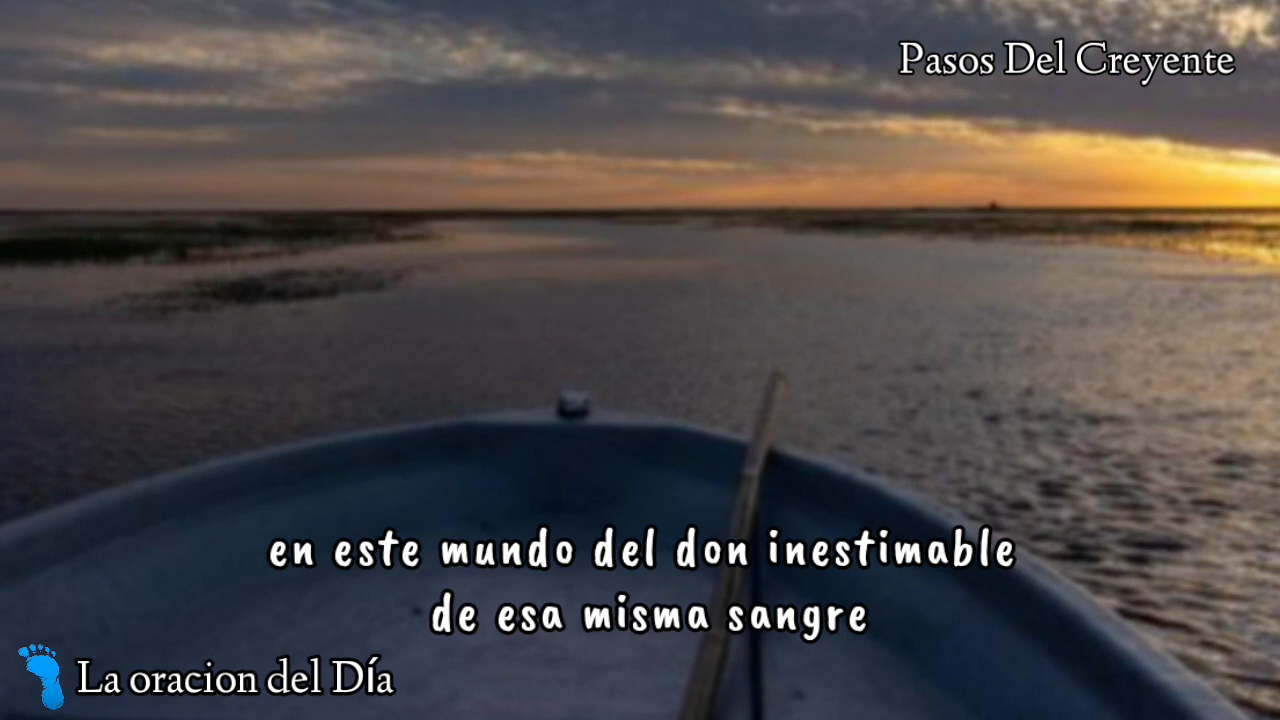 Pasos Del Creyente
en este mundo del don inestimable
de esa misma sangre
La oracion del Día